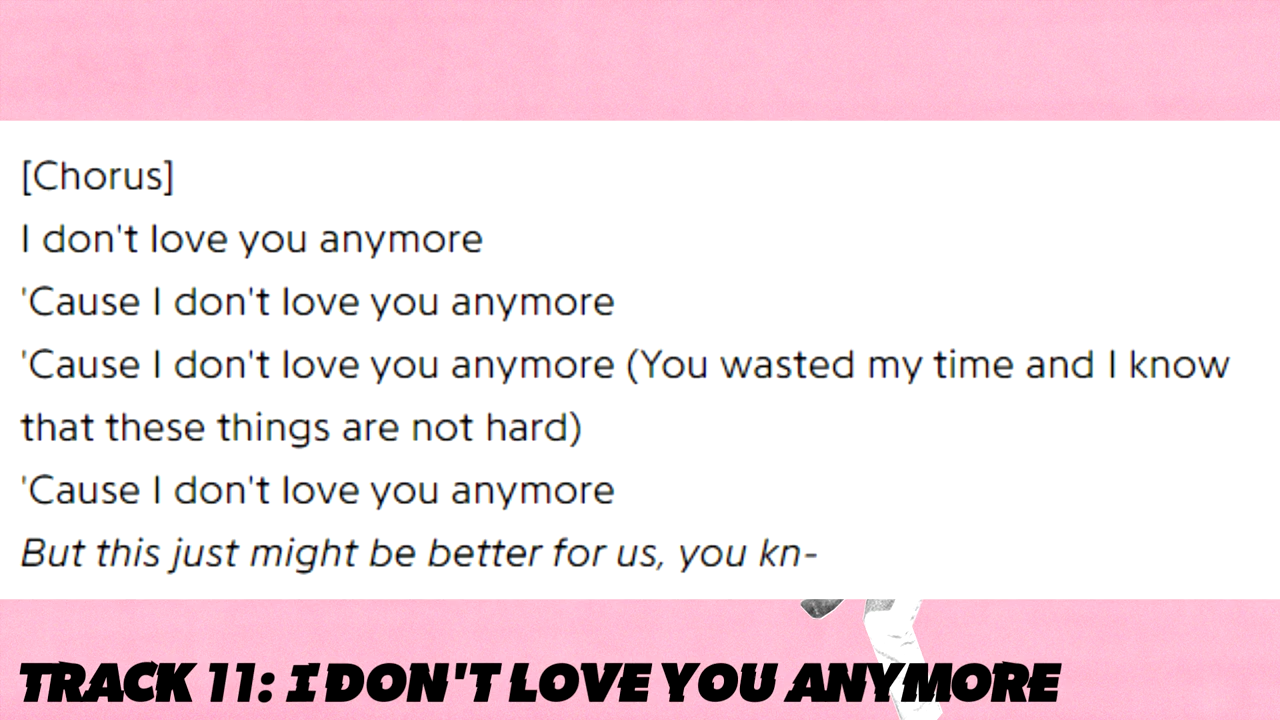 [Chorus]
I don't love you anymore
'Cause I don't love you anymore
'Cause I don't love you anymore (You wasted my time and I know
that these things are not hard)
'Cause I don't love you anymore
But this just might be better for us, you kn-
TRACK 11: I DON'T LOVE YOU ANYMORE